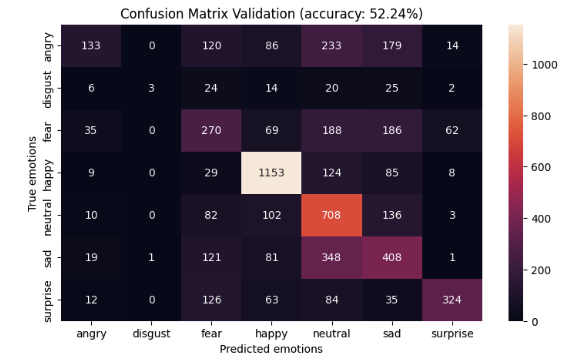 Confusion Matrix Validation (accuracy: 52.24%)
True emotions
angry 133 0 120 86 233 179 14
disgust 6 3 24 14 20 25 2
fear 35 0 270 69 188 186 62
happy 9 0 29 1153 124 85 8
neutral 10 0 82 102 708 136 3
sad 19 1 121 81 348 408 1
surprise 12 0 126 63 84 35 324
angry disgust fear happy neutral sad surprise
Predicted emotions
1000
800
600
400
200
0